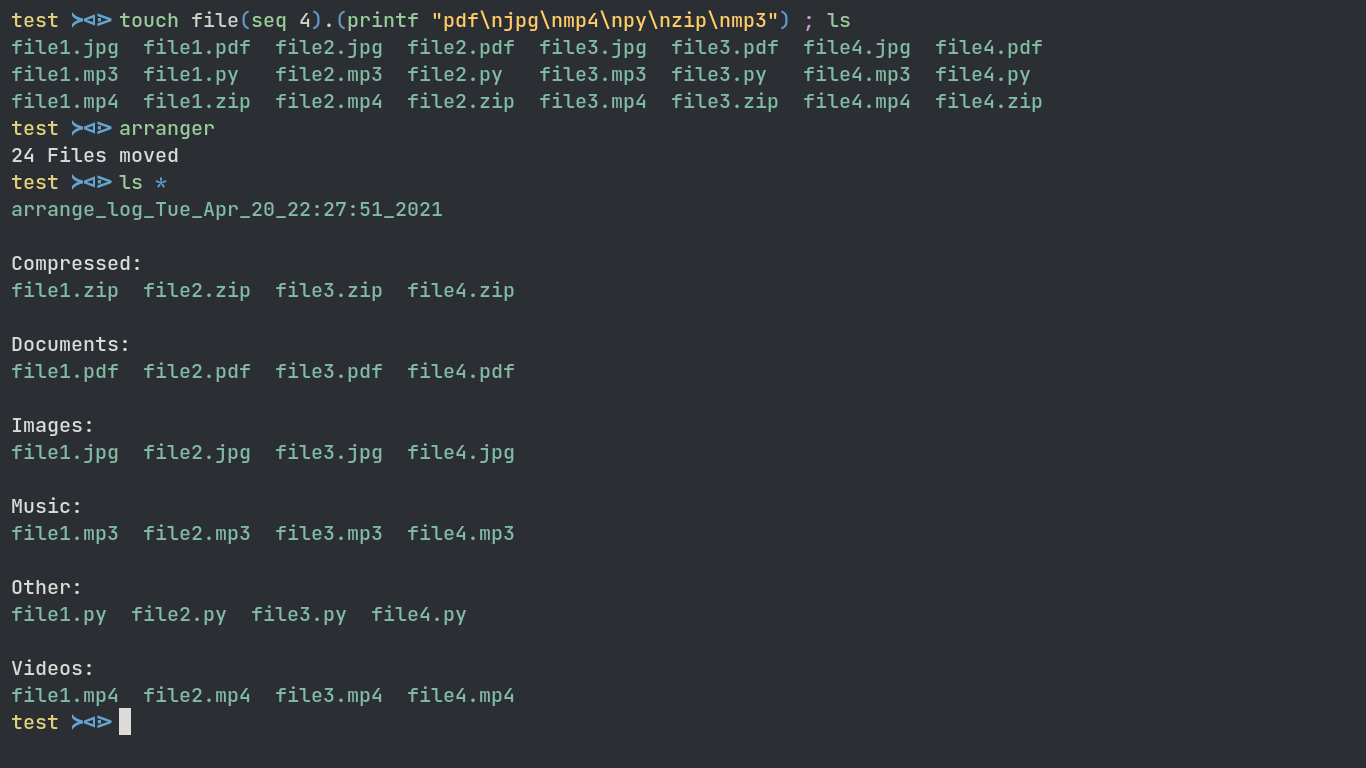 test ≻⊲⋗ touch file(seq 4).(printf "pdf\njpg\nmp4\npy\nzip\nmp3") ; ls
file1.jpg  file1.pdf  file2.jpg  file2.pdf  file3.jpg  file3.pdf  file4.jpg  file4.pdf
file1.mp3  file1.py   file2.mp3  file2.py   file3.mp3  file3.py   file4.mp3  file4.py
file1.mp4  file1.zip  file2.mp4  file2.zip  file3.mp4  file3.zip  file4.mp4  file4.zip
test ≻⊲⋗ arranger
24 Files moved
test ≻⊲⋗ ls *
arrange_log_Tue_Apr_20_22:27:51_2021
Compressed:
file1.zip  file2.zip  file3.zip  file4.zip
Documents:
file1.pdf  file2.pdf  file3.pdf  file4.pdf
Images:
file1.jpg  file2.jpg  file3.jpg  file4.jpg
Music:
file1.mp3  file2.mp3  file3.mp3  file4.mp3
Other:
file1.py  file2.py  file3.py  file4.py
Videos:
file1.mp4  file2.mp4  file3.mp4  file4.mp4
test ≻⊲⋗